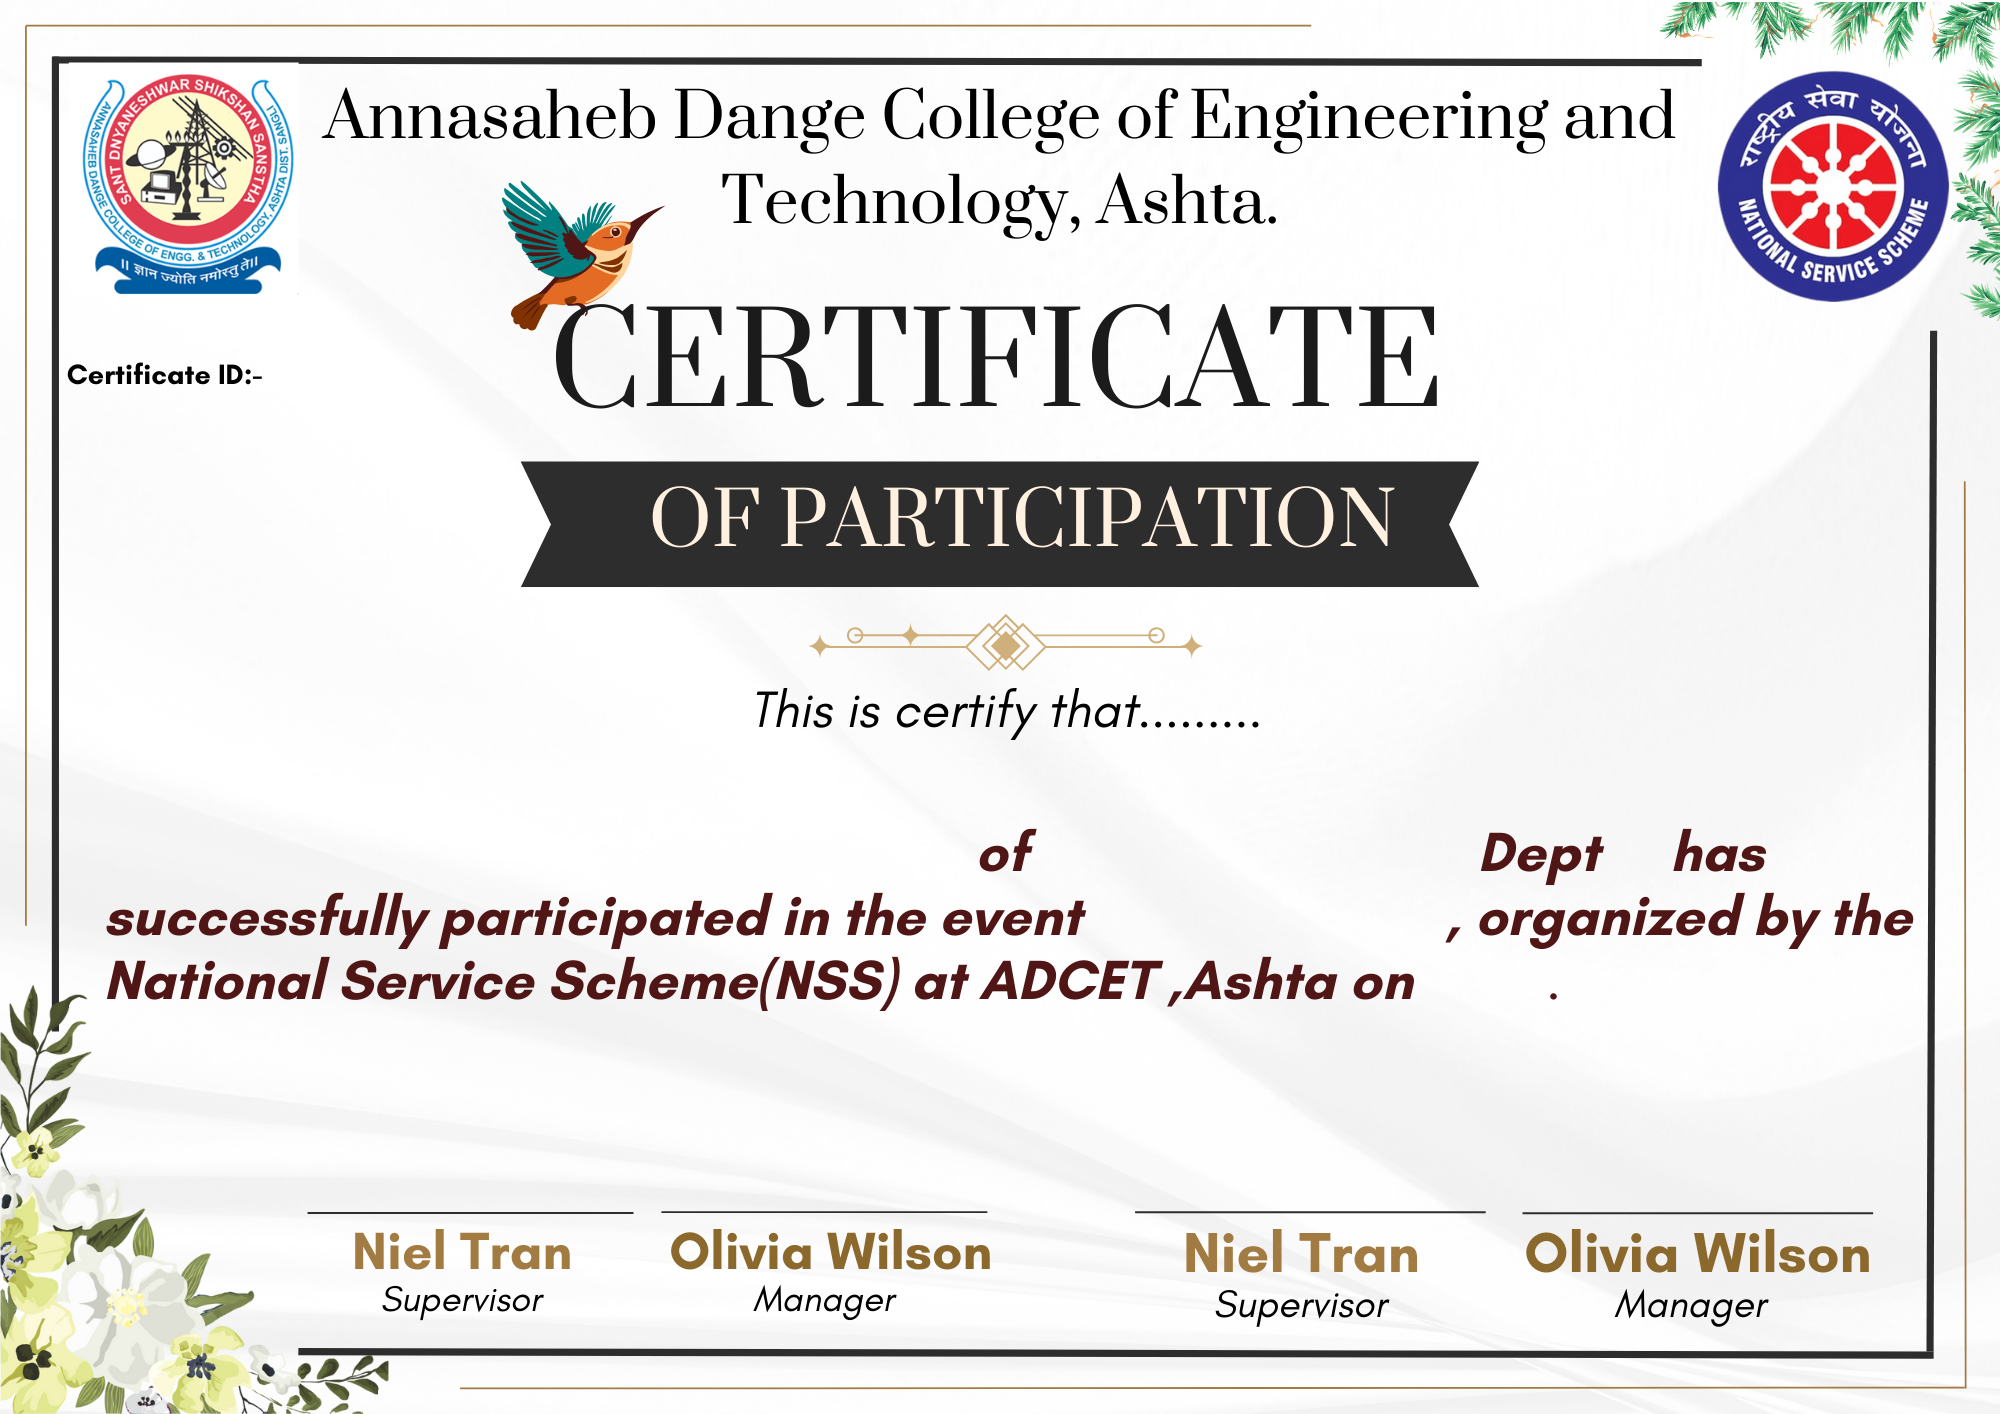 SANT DNYANESHWAR SHIKSHAN SANSTHA
ANNASAHEB DANGE COLLEGE OF ENGG. & TECHNOLOGY, ASHTA DIST. SANGLI
॥ ज्ञान ज्योति नमोस्तु ते॥
Annasaheb Dange College of Engineering and
Technology, Ashta.
राष्ट्रीय सेवा योजना
NATIONAL SERVICE SCHEME
CERTIFICATE
Certificate ID:-
OF PARTICIPATION
This is certify that.........
of Dept has
successfully participated in the event , organized by the
National Service Scheme(NSS) at ADCET ,Ashta on .
Niel Tran Olivia Wilson Niel Tran Olivia Wilson
Supervisor Manager Supervisor Manager